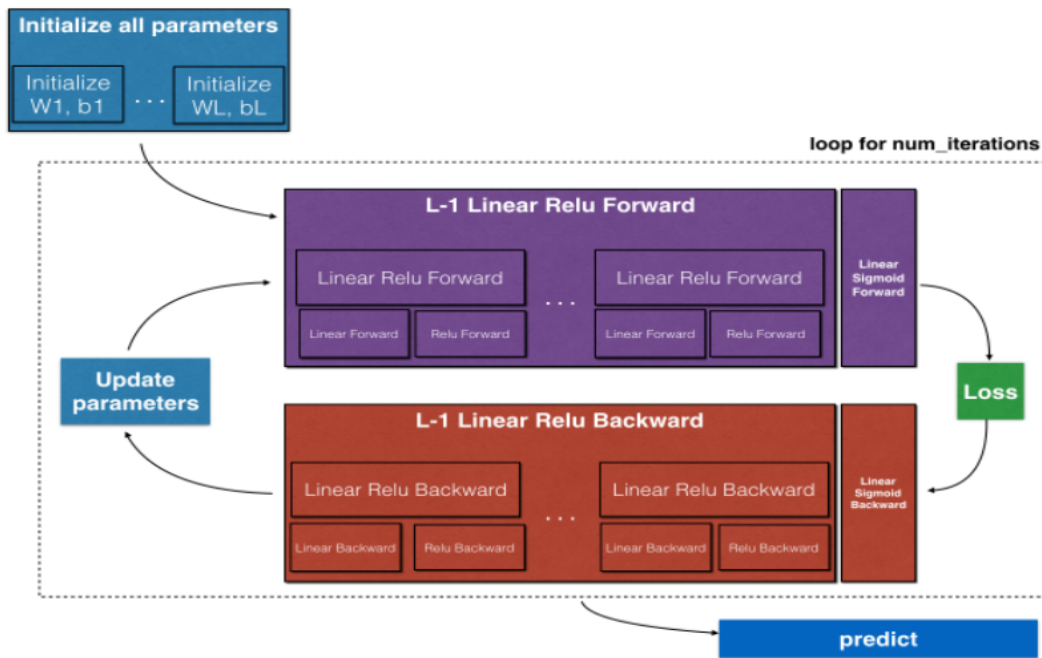 Initialize all parameters
Initialize
W1, b1
...
Initialize
WL, bL
loop for num_iterations
L-1 Linear Relu Forward
Linear Relu Forward
...
Linear Relu Forward
Linear Forward
Relu Forward
Linear Forward
Relu Forward
Linear
Sigmoid
Forward
Update
parameters
Loss
L-1 Linear Relu Backward
Linear Relu Backward
...
Linear Relu Backward
Linear Backward
Relu Backward
Linear Backward
Relu Backward
Linear
Sigmoid
Backward
predict